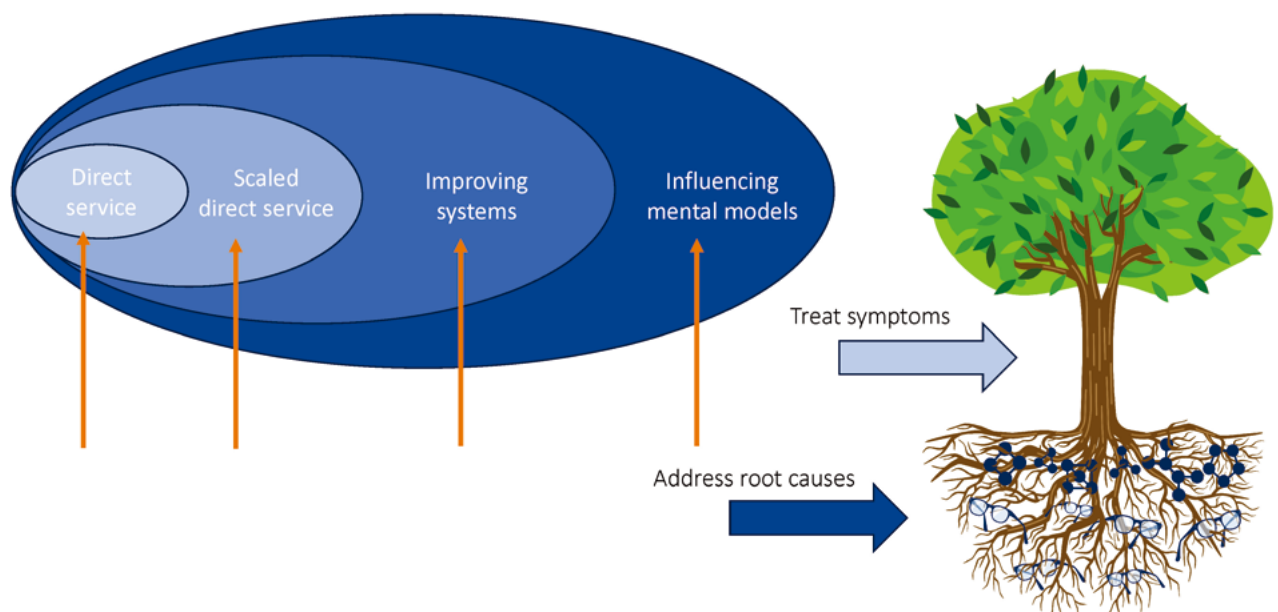 Direct
service
Scaled
direct service
Improving
systems
Influencing
mental models
Treat symptoms
Address root causes